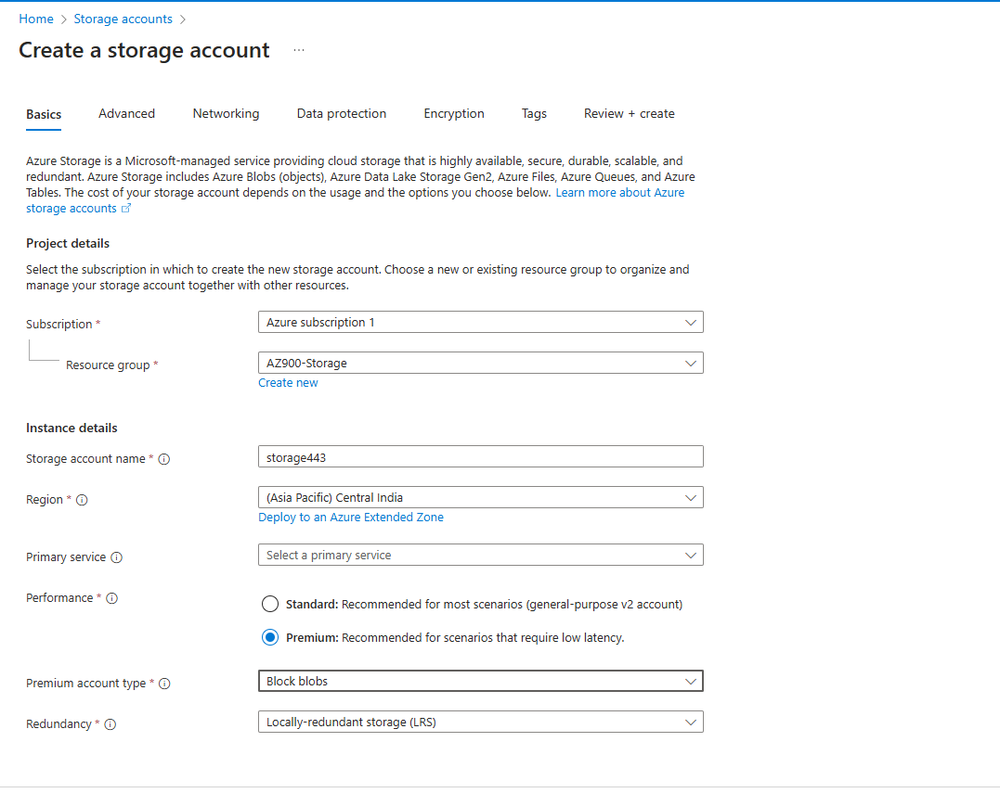 Home > Storage accounts >
Create a storage account ...
Basics Advanced Networking Data protection Encryption Tags Review + create
Azure Storage is a Microsoft-managed service providing cloud storage that is highly available, secure, durable, scalable, and
redundant. Azure Storage includes Azure Blobs (objects), Azure Data Lake Storage Gen2, Azure Files, Azure Queues, and Azure
Tables. The cost of your storage account depends on the usage and the options you choose below. Learn more about Azure
storage accounts
Project details
Select the subscription in which to create the new storage account. Choose a new or existing resource group to organize and
manage your storage account together with other resources.
Subscription * Azure subscription 1
Resource group * AZ900-Storage
Create new
Instance details
Storage account name * storage443
Region * (Asia Pacific) Central India
Deploy to an Azure Extended Zone
Primary service Select a primary service
Performance * Standard: Recommended for most scenarios (general-purpose v2 account)
Premium: Recommended for scenarios that require low latency.
Premium account type * Block blobs
Redundancy * Locally-redundant storage (LRS)